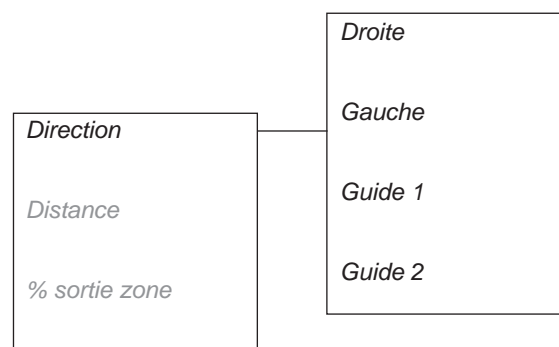 Direction
Distance
% sortie zone
Droite
Gauche
Guide 1
Guide 2